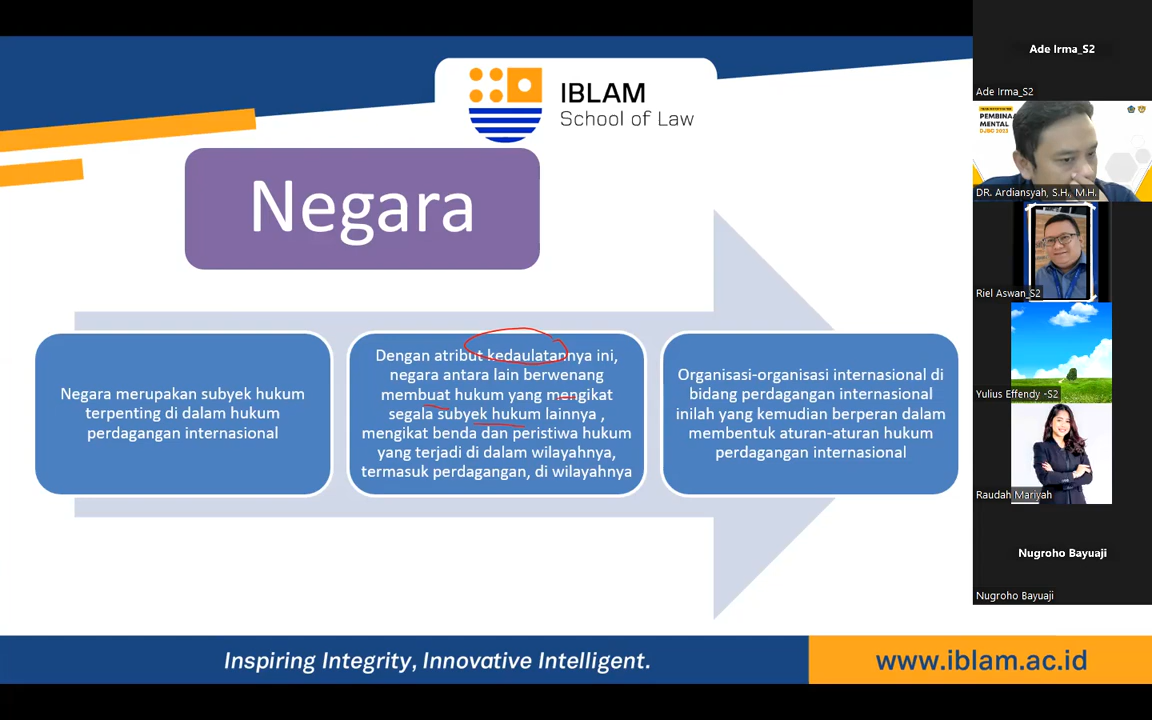 IBLAM
School of Law
Negara
Negara merupakan subyek hukum
terpenting di dalam hukum
perdagangan internasional
Dengan atribut kedaulatannya ini,
negara antara lain berwenang
membuat hukum yang mengikat
segala subyek hukum lainnya ,
mengikat benda dan peristiwa hukum
yang terjadi di dalam wilayahnya,
termasuk perdagangan, di wilayahnya
Organisasi-organisasi internasional di
bidang perdagangan internasional
inilah yang kemudian berperan dalam
membentuk aturan-aturan hukum
perdagangan internasional
Inspiring Integrity, Innovative Intelligent.
www.iblam.ac.id
Ade Irma_S2
Ade Irma_S2
PEMBINAA
MENTAL
DJBC 2023
DR. Ardiansyah, S.H., M.H.
Riel Aswan_S2
Yulius Effendy -S2
Raudah Mariyah
Nugroho Bayuaji
Nugroho Bayuaji